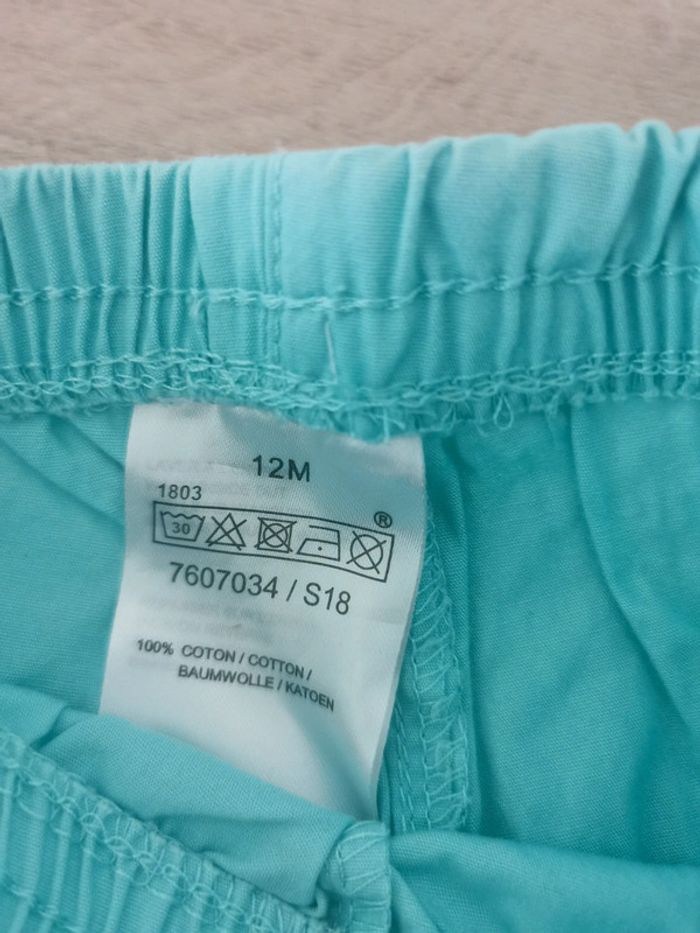 12M
1803
30
®
7607034 / S18
100% COTON / COTTON /
BAUMWOLLE / KATOEN